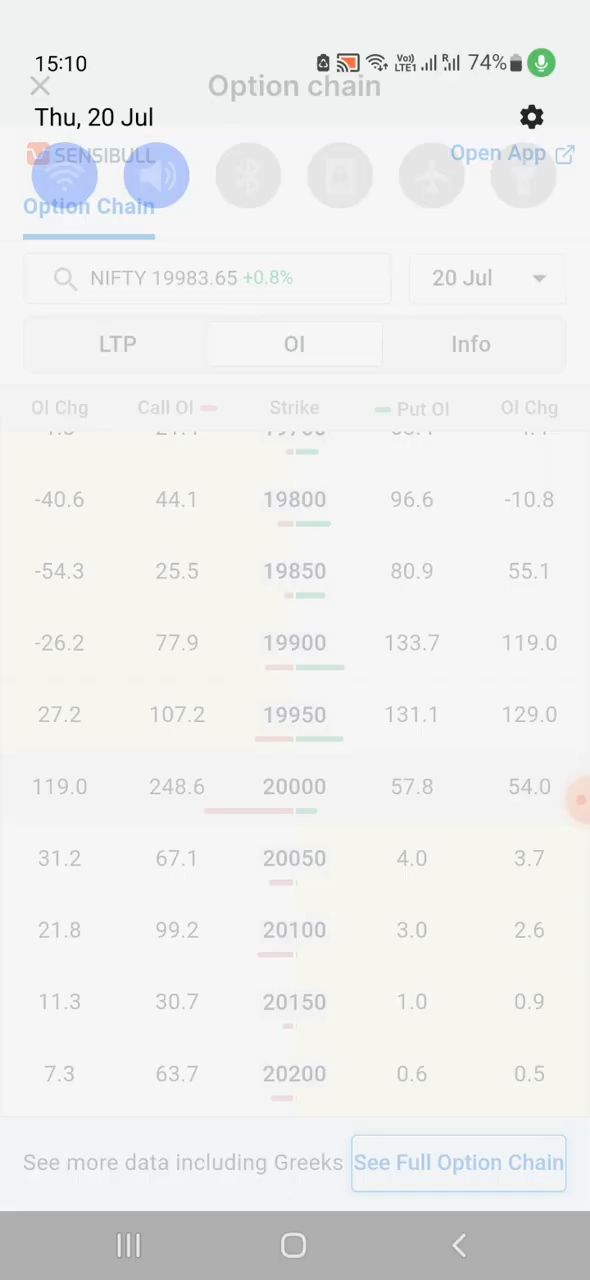 15:10 Vo)) LTE1 R 74%
Option chain
Thu, 20 Jul
SENSIBULL Open App
Option Chain
NIFTY 19983.65 +0.8% 20 Jul
LTP OI Info
OI Chg Call OI Strike Put OI OI Chg
-40.6 44.1 19800 96.6 -10.8
-54.3 25.5 19850 80.9 55.1
-26.2 77.9 19900 133.7 119.0
27.2 107.2 19950 131.1 129.0
119.0 248.6 20000 57.8 54.0
31.2 67.1 20050 4.0 3.7
21.8 99.2 20100 3.0 2.6
11.3 30.7 20150 1.0 0.9
7.3 63.7 20200 0.6 0.5
See more data including Greeks See Full Option Chain